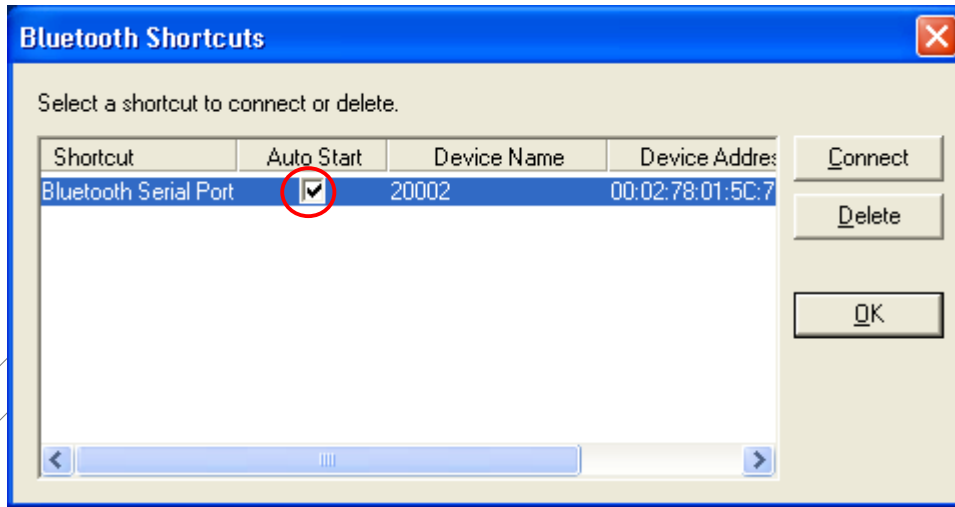 Bluetooth Shortcuts
Select a shortcut to connect or delete.
Shortcut Auto Start Device Name Device Addres
Bluetooth Serial Port 20002 00:02:78:01:5C:7
Connect
Delete
OK